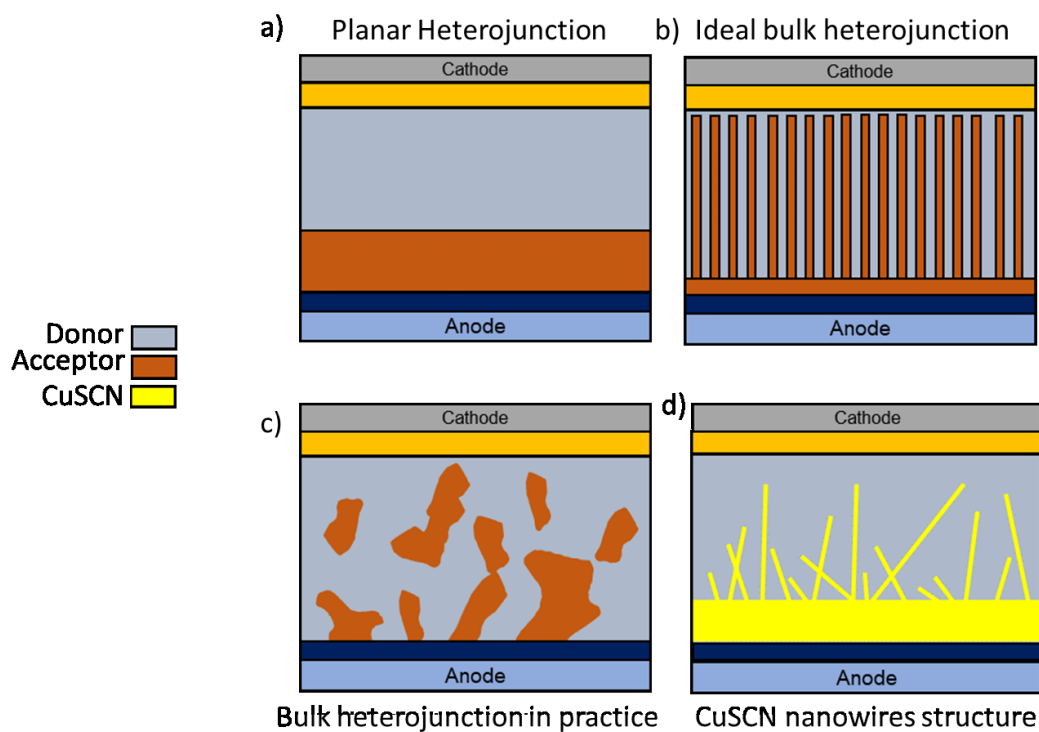 a) Planar Heterojunction
b) Ideal bulk heterojunction
Cathode
Cathode
Anode
Anode
Donor
Acceptor
CuSCN
c)
d)
Cathode
Cathode
Anode
Anode
Bulk heterojunction in practice
CuSCN nanowires structure